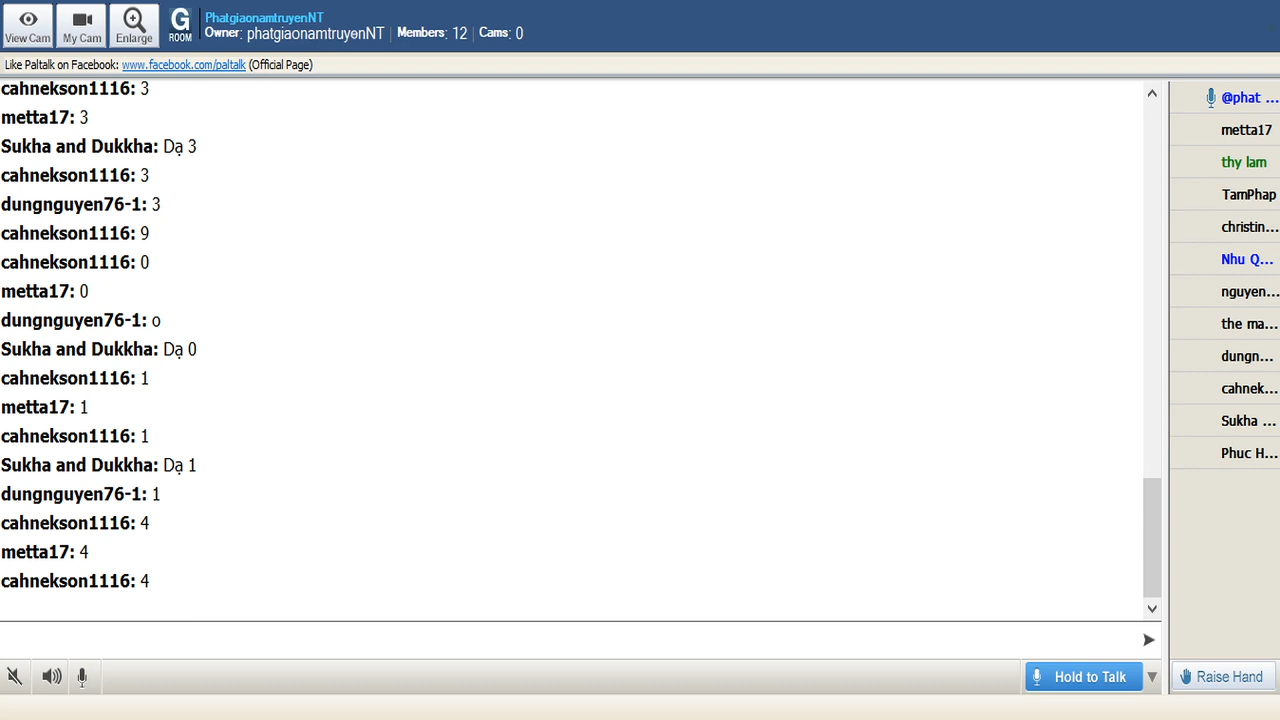 View Cam
My Cam
Enlarge
G
ROOM
PhatgiaonamtruyenNT
Owner: phatgiaonamtruyenNT | Members: 12 | Cams: 0
Like Paltalk on Facebook: www.facebook.com/paltalk (Official Page)
cahnekson1116: 3
metta17: 3
Sukha and Dukkha: Dạ 3
cahnekson1116: 3
dungnguyen76-1: 3
cahnekson1116: 9
cahnekson1116: 0
metta17: 0
dungnguyen76-1: o
Sukha and Dukkha: Dạ 0
cahnekson1116: 1
metta17: 1
cahnekson1116: 1
Sukha and Dukkha: Dạ 1
dungnguyen76-1: 1
cahnekson1116: 4
metta17: 4
cahnekson1116: 4
@phat ...
metta17
thy lam
TamPhap
christin...
Nhu Q...
nguyen...
the ma...
dungn...
cahnek...
Sukha ...
Phuc H...
Hold to Talk
Raise Hand